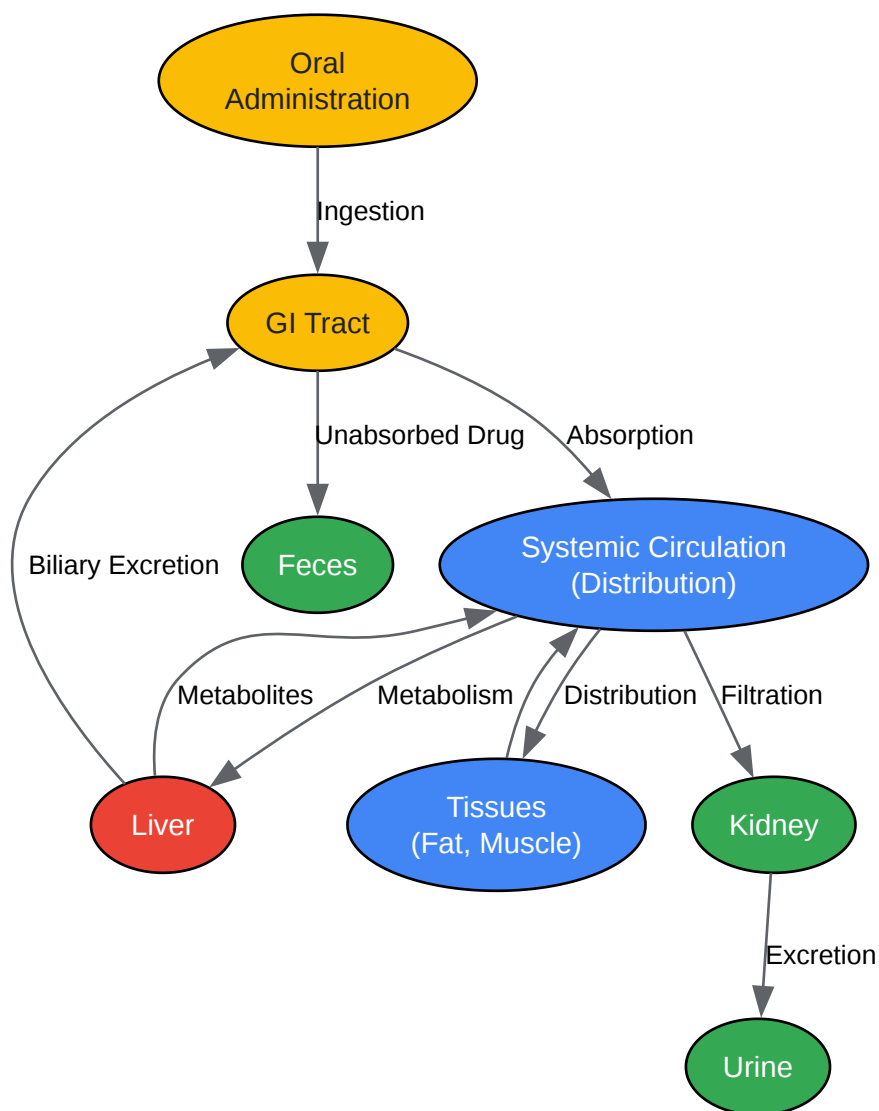 Oral
Administration
Ingestion
GI Tract
Unabsorbed Drug
Absorption
Biliary Excretion
Feces
Systemic Circulation
(Distribution)
Metabolites
Metabolism
Distribution
Filtration
Liver
Tissues
(Fat, Muscle)
Kidney
Excretion
Urine